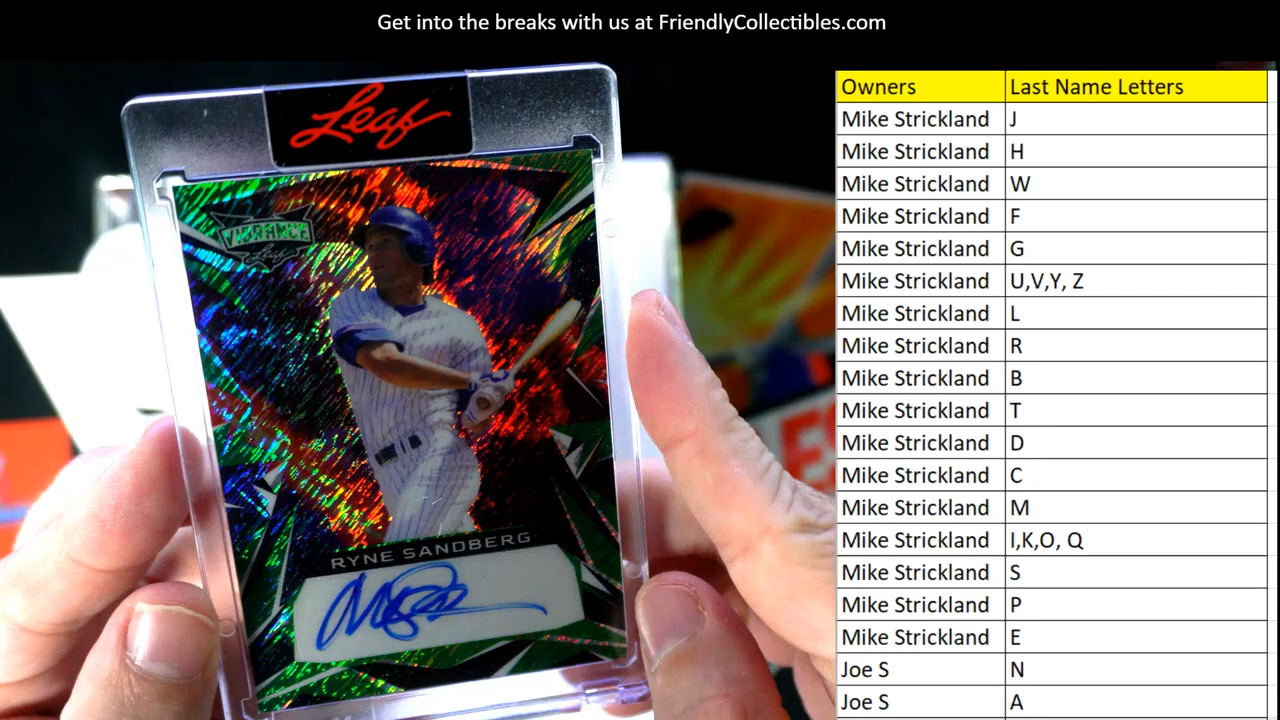 Get into the breaks with us at FriendlyCollectibles.com
Leaf
VIBRANCE
Leaf
RYNE SANDBERG
Owners Last Name Letters
Mike Strickland J
Mike Strickland H
Mike Strickland W
Mike Strickland F
Mike Strickland G
Mike Strickland U,V,Y, Z
Mike Strickland L
Mike Strickland R
Mike Strickland B
Mike Strickland T
Mike Strickland D
Mike Strickland C
Mike Strickland M
Mike Strickland I,K,O, Q
Mike Strickland S
Mike Strickland P
Mike Strickland E
Joe S N
Joe S A